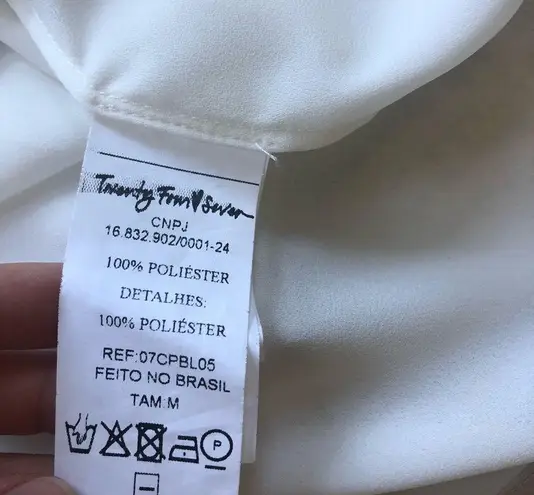 Twenty Four♥Seven
CNPJ
16.832.902/0001-24
100% POLIÉSTER
DETALHES:
100% POLIÉSTER
REF:07CPBL05
FEITO NO BRASIL
TAM:M
P